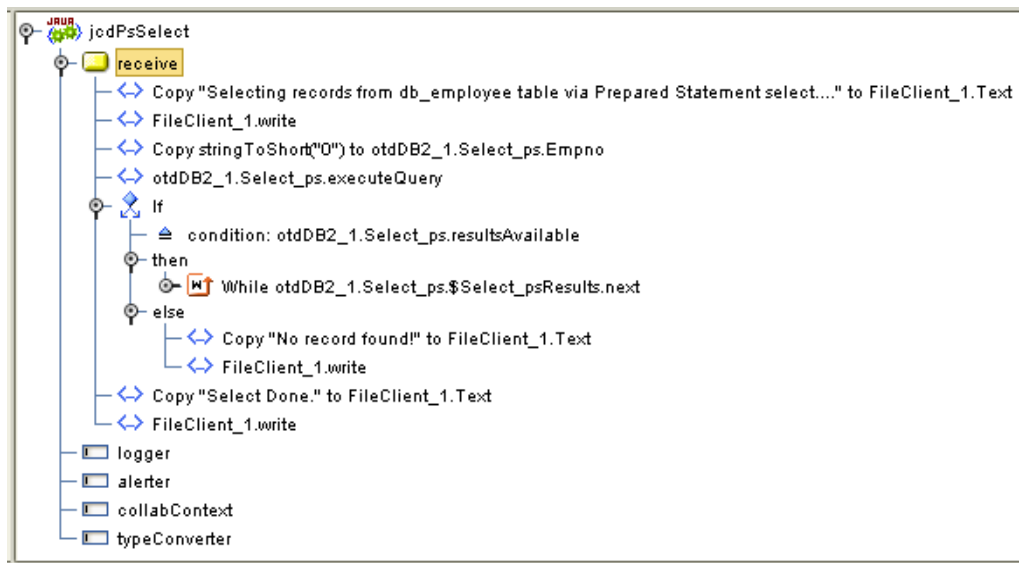 JAVA
jcdPsSelect
receive
Copy "Selecting records from db_employee table via Prepared Statement select...." to FileClient_1.Text
FileClient_1.write
Copy stringToShort("0") to otdDB2_1.Select_ps.Empno
otdDB2_1.Select_ps.executeQuery
If
condition: otdDB2_1.Select_ps.resultsAvailable
then
W While otdDB2_1.Select_ps.$Select_psResults.next
else
Copy "No record found!" to FileClient_1.Text
FileClient_1.write
Copy "Select Done." to FileClient_1.Text
FileClient_1.write
logger
alerter
collabContext
typeConverter